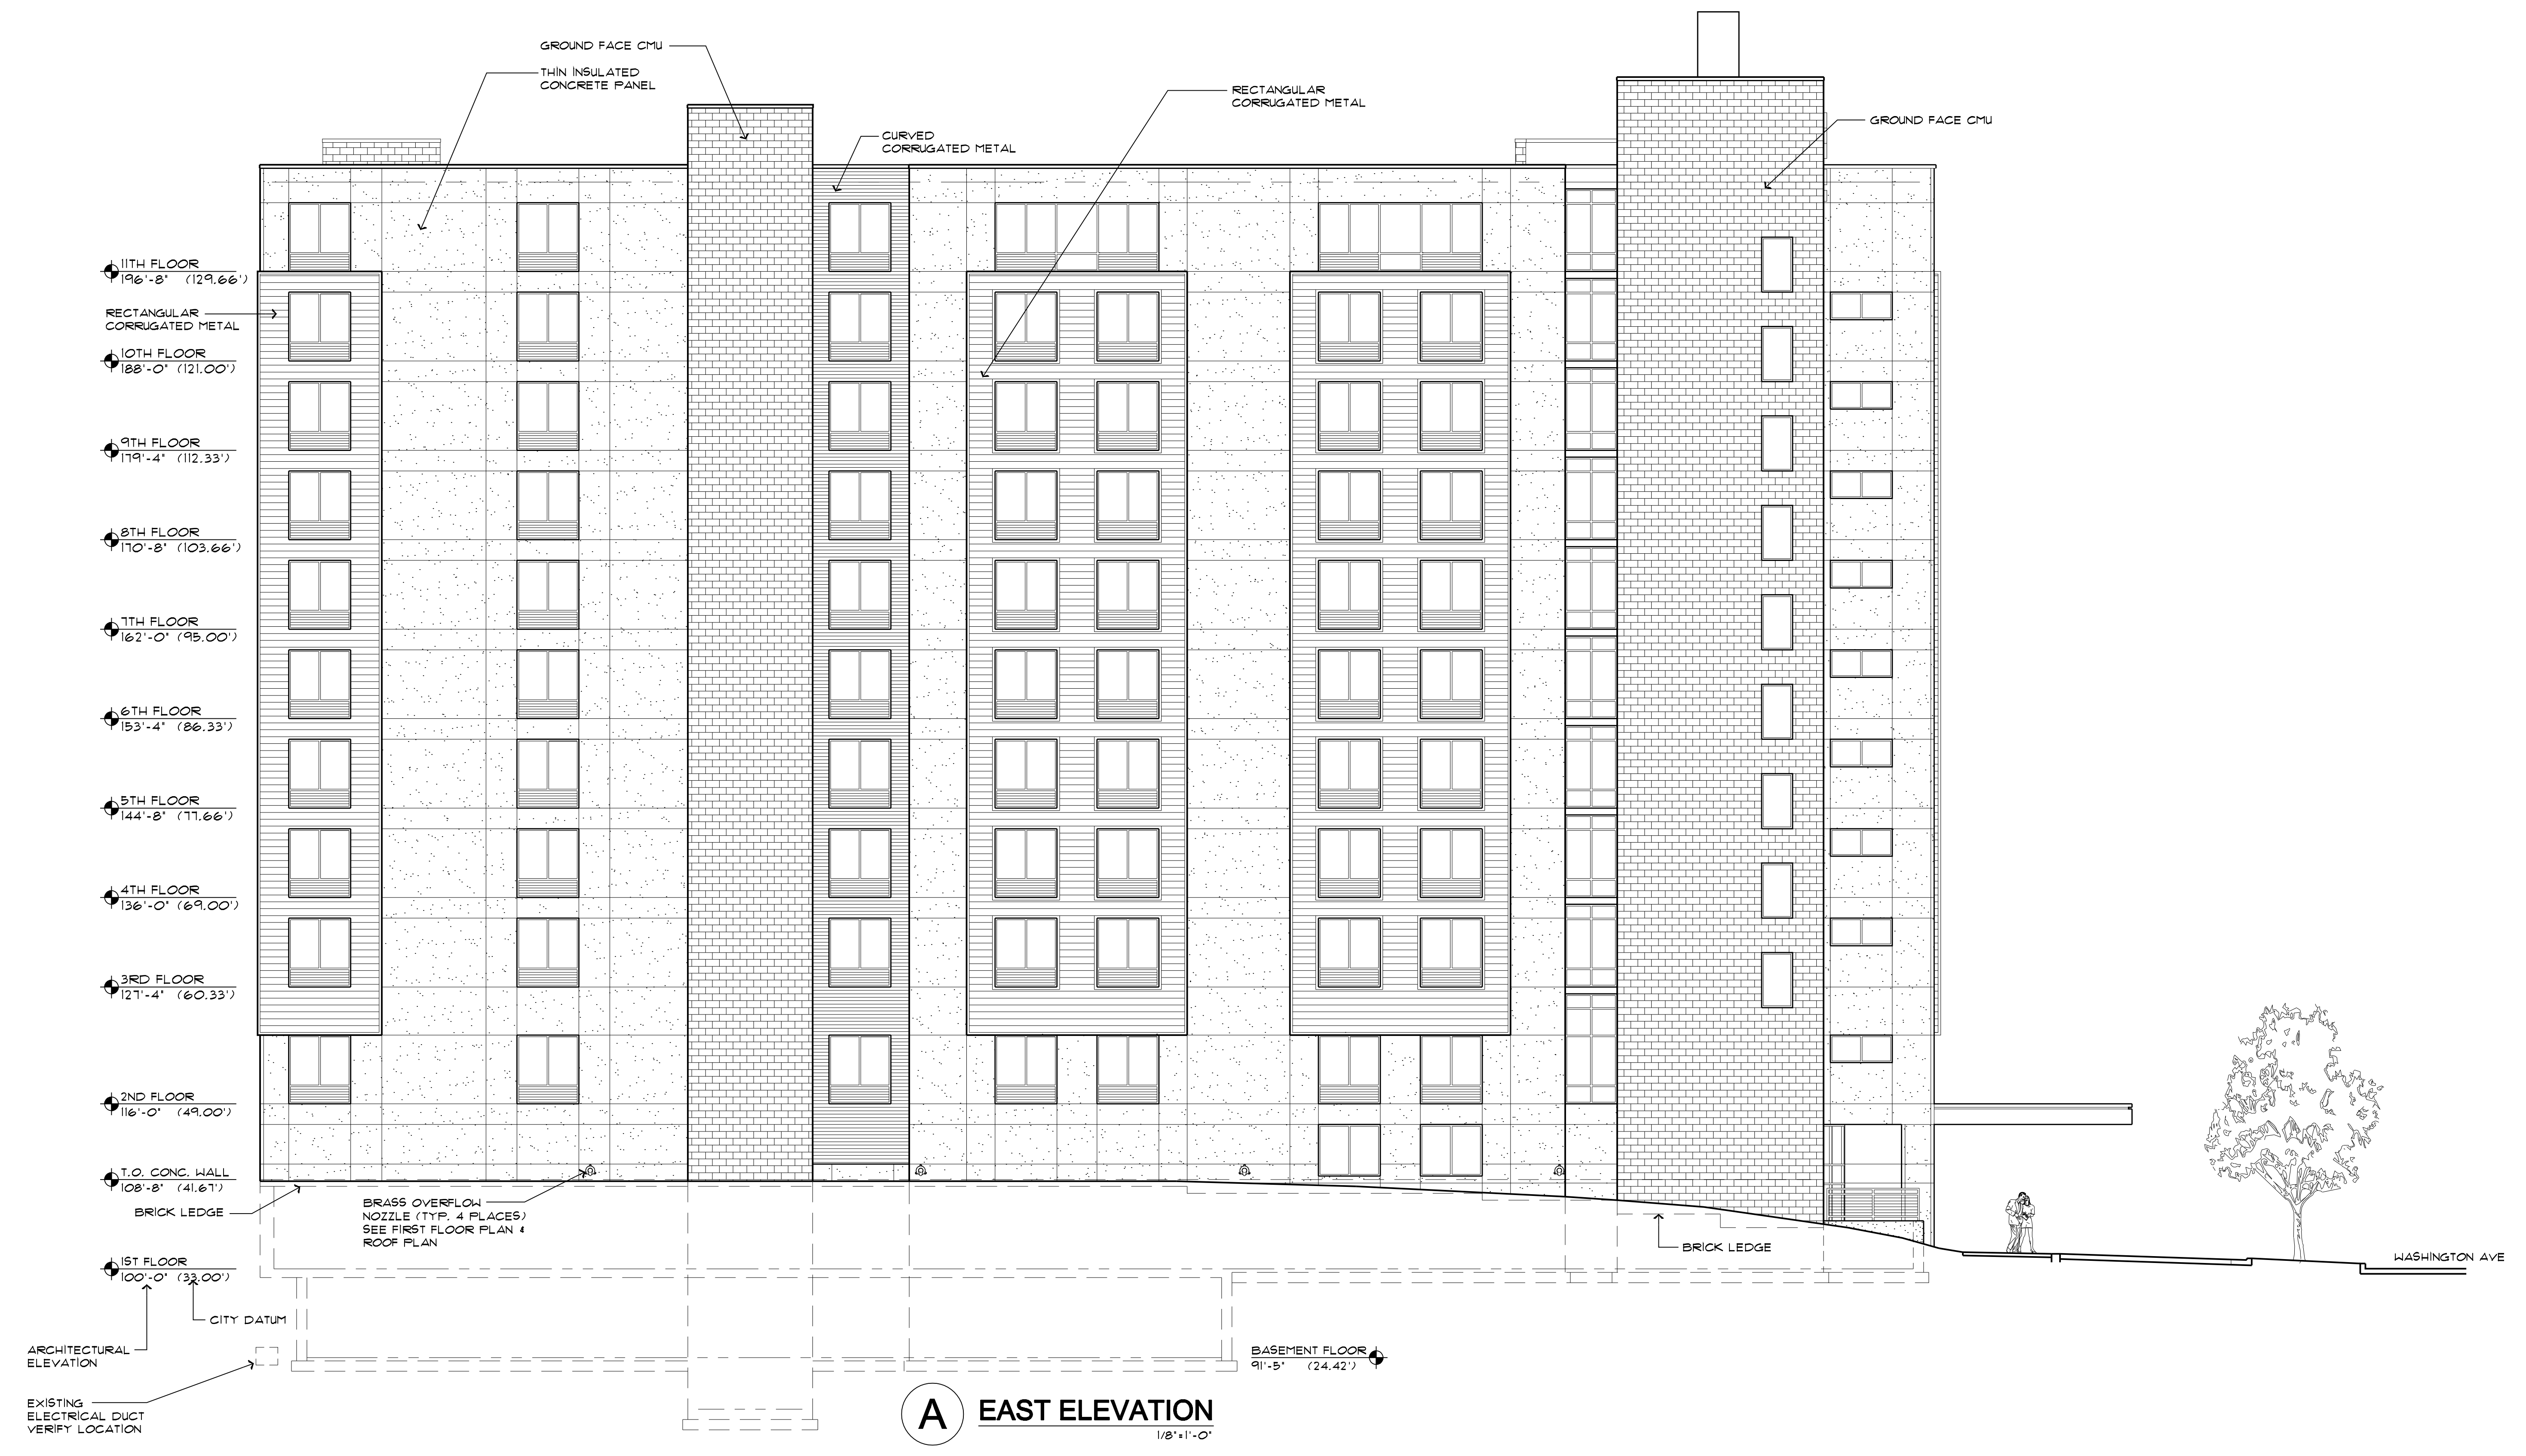 GROUND FACE CMU
THIN INSULATED
CONCRETE PANEL
RECTANGULAR
CORRUGATED METAL
GROUND FACE CMU
CURVED
CORRUGATED METAL
11TH FLOOR
196'-8" (129.66')
RECTANGULAR
CORRUGATED METAL
10TH FLOOR
188'-0" (121.00')
9TH FLOOR
179'-4" (112.33')
8TH FLOOR
170'-8" (103.66')
7TH FLOOR
162'-0" (95.00')
6TH FLOOR
153'-4" (86.33')
5TH FLOOR
144'-8" (77.66')
4TH FLOOR
136'-0" (69.00')
3RD FLOOR
127'-4" (60.33')
2ND FLOOR
116'-0" (49.00')
T.O. CONC. WALL
108'-8" (41.67')
BRICK LEDGE
BRASS OVERFLOW
NOZZLE (TYP. 4 PLACES)
SEE FIRST FLOOR PLAN &
ROOF PLAN
BRICK LEDGE
WASHINGTON AVE
1ST FLOOR
100'-0" (33.00')
CITY DATUM
ARCHITECTURAL
ELEVATION
BASEMENT FLOOR
91'-5" (24.42')
EXISTING
ELECTRICAL DUCT
VERIFY LOCATION
A EAST ELEVATION
1/8"=1'-0"